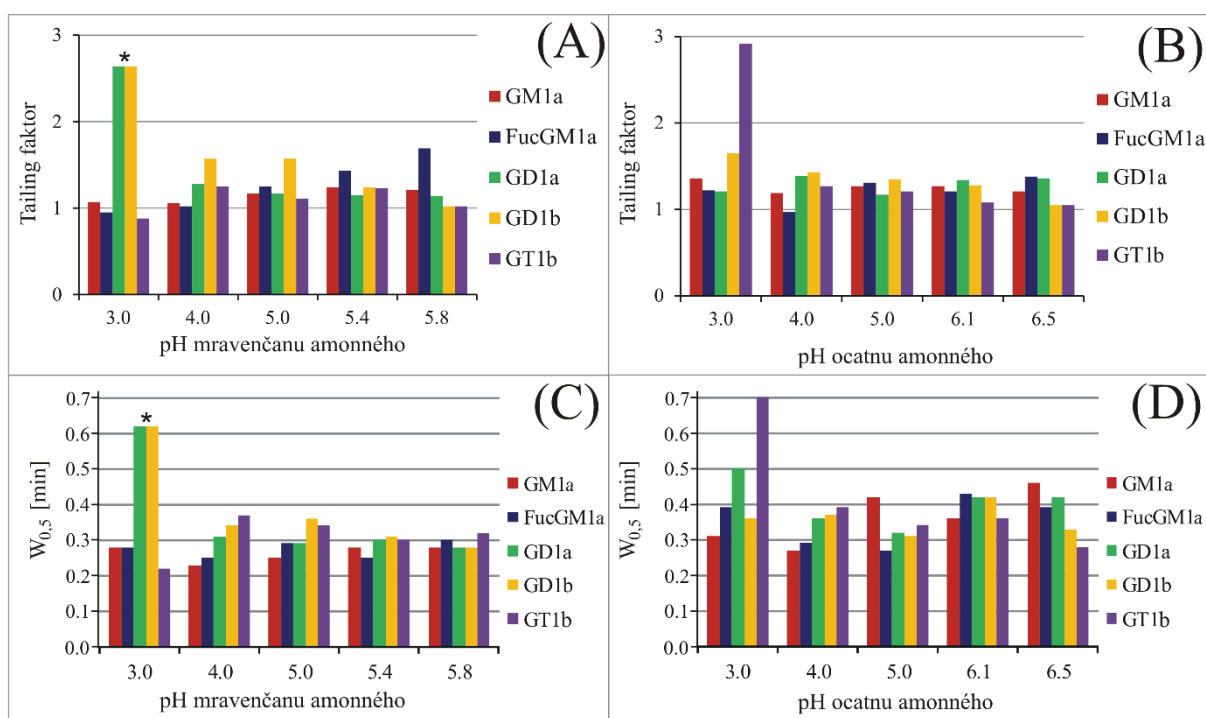 (A)
3
*
2
1
0
Tailing faktor
GM1a
FucGM1a
GD1a
GD1b
GT1b
3.0 4.0 5.0 5.4 5.8
pH mravenčanu amonného
(B)
3
2
1
0
Tailing faktor
GM1a
FucGM1a
GD1a
GD1b
GT1b
3.0 4.0 5.0 6.1 6.5
pH ocatnu amonného
(C)
0.7
*
0.6
0.5
0.4
0.3
0.2
0.1
0.0
W0,5 [min]
GM1a
FucGM1a
GD1a
GD1b
GT1b
3.0 4.0 5.0 5.4 5.8
pH mravenčanu amonného
(D)
0.7
0.6
0.5
0.4
0.3
0.2
0.1
0.0
W0,5 [min]
GM1a
FucGM1a
GD1a
GD1b
GT1b
3.0 4.0 5.0 6.1 6.5
pH ocatnu amonného